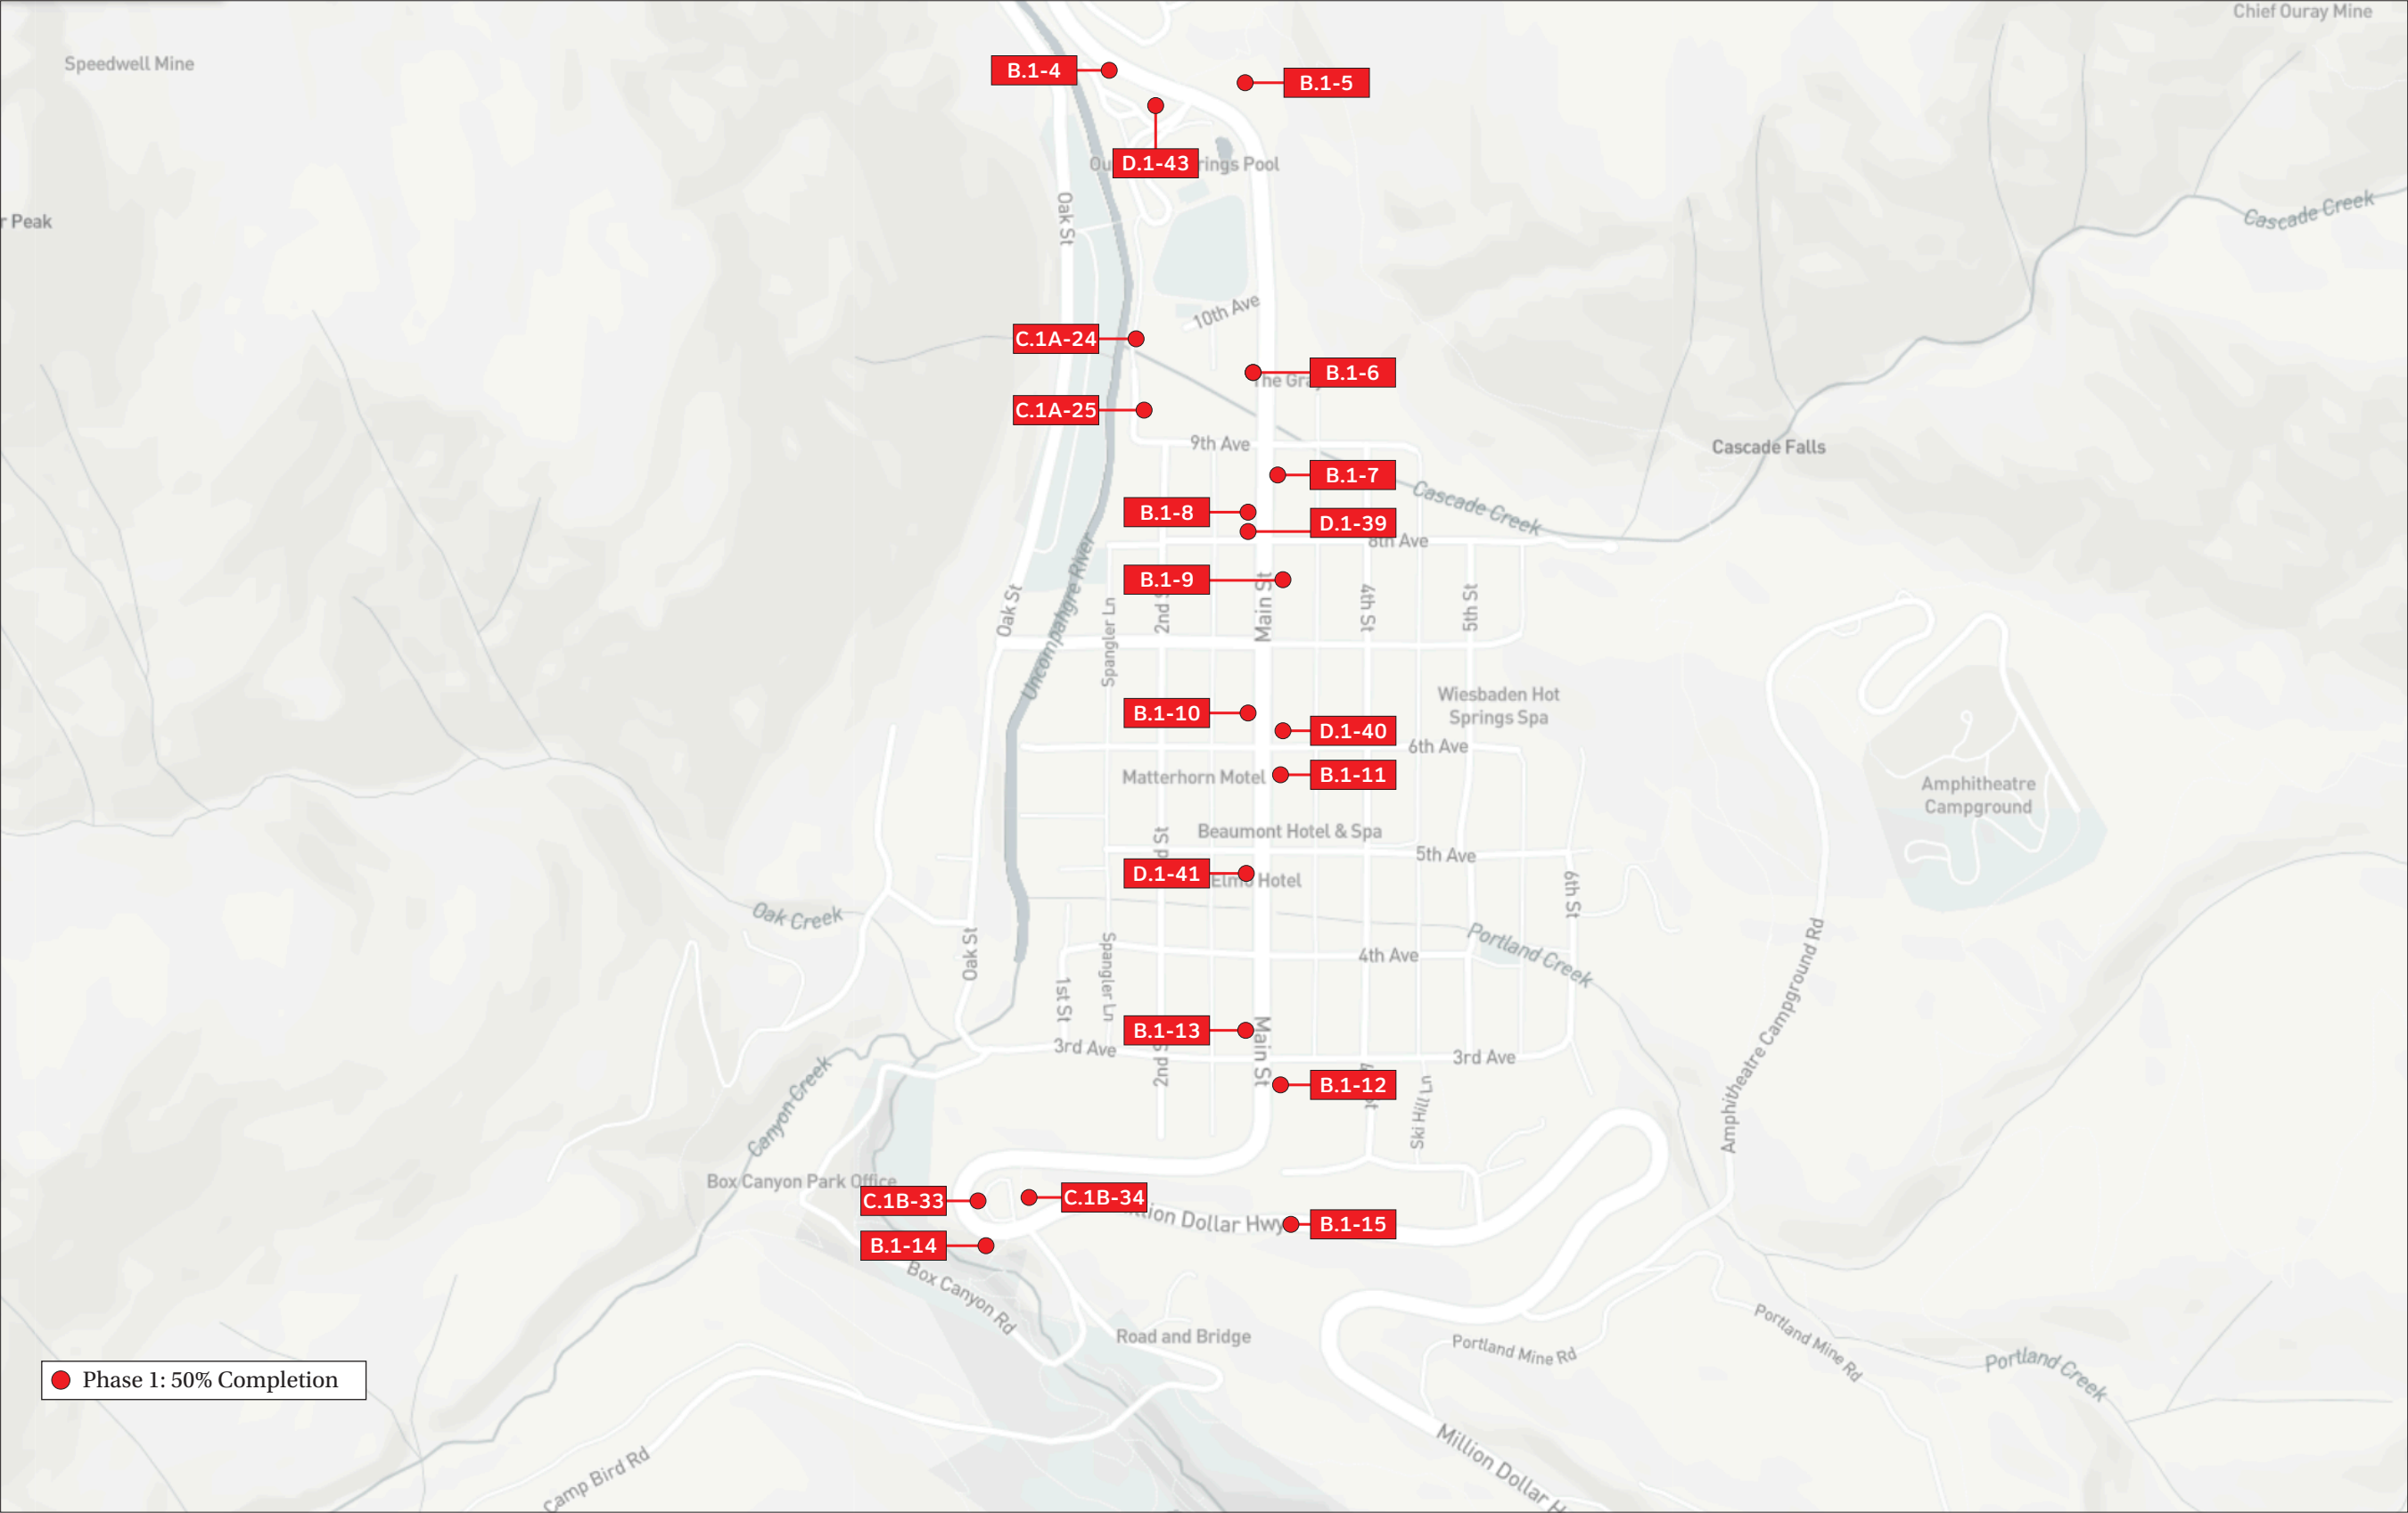 Chief Ouray Mine
Speedwell Mine
B.1-4
B.1-5
D.1-43
rings Pool
Oak St
r Peak
Cascade Creek
10th Ave
C.1A-24
B.1-6
The Gra
C.1A-25
9th Ave
Cascade Falls
B.1-7
Cascade Creek
B.1-8
D.1-39
8th Ave
B.1-9
Oak St
Uncompahgre River
Spangler Ln
2nd S
Main St
4th St
5th St
Wiesbaden Hot
Springs Spa
B.1-10
D.1-40
6th Ave
Matterhorn Motel
B.1-11
Amphitheatre
Campground
Beaumont Hotel & Spa
d St
5th Ave
D.1-41
Elmo Hotel
6th St
Oak Creek
Oak St
Portland Creek
4th Ave
Spangler Ln
1st St
Amphitheatre Campground Rd
B.1-13
3rd Ave
Main St
3rd Ave
2nd S
Canyon Creek
B.1-12
Ski Hill Ln
Box Canyon Park Office
C.1B-33
C.1B-34
llion Dollar Hwy
B.1-15
B.1-14
Box Canyon Rd
Road and Bridge
Portland Mine Rd
Portland Mine Rd
Portland Creek
Phase 1: 50% Completion
Million Dollar H
Camp Bird Rd